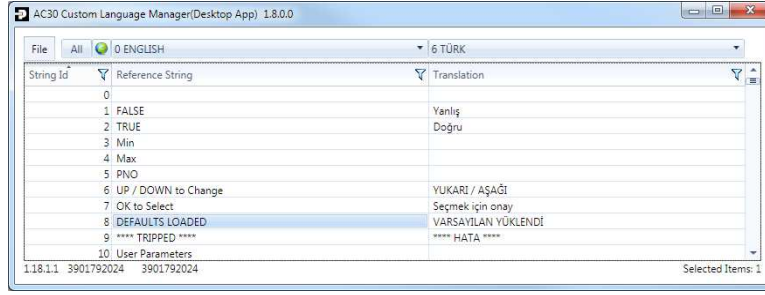 AC30 Custom Language Manager(Desktop App) 1.8.0.0
File All 0 ENGLISH 6 TÜRK
String Id Reference String Translation
0
1 FALSE Yanlış
2 TRUE Doğru
3 Min
4 Max
5 PNO
6 UP / DOWN to Change YUKARI / AŞAĞI
7 OK to Select Seçmek için onay
8 DEFAULTS LOADED VARSAYILAN YÜKLENDİ
9 **** TRIPPED **** **** HATA ****
10 User Parameters
1.18.1.1 3901792024 3901792024 Selected Items: 1